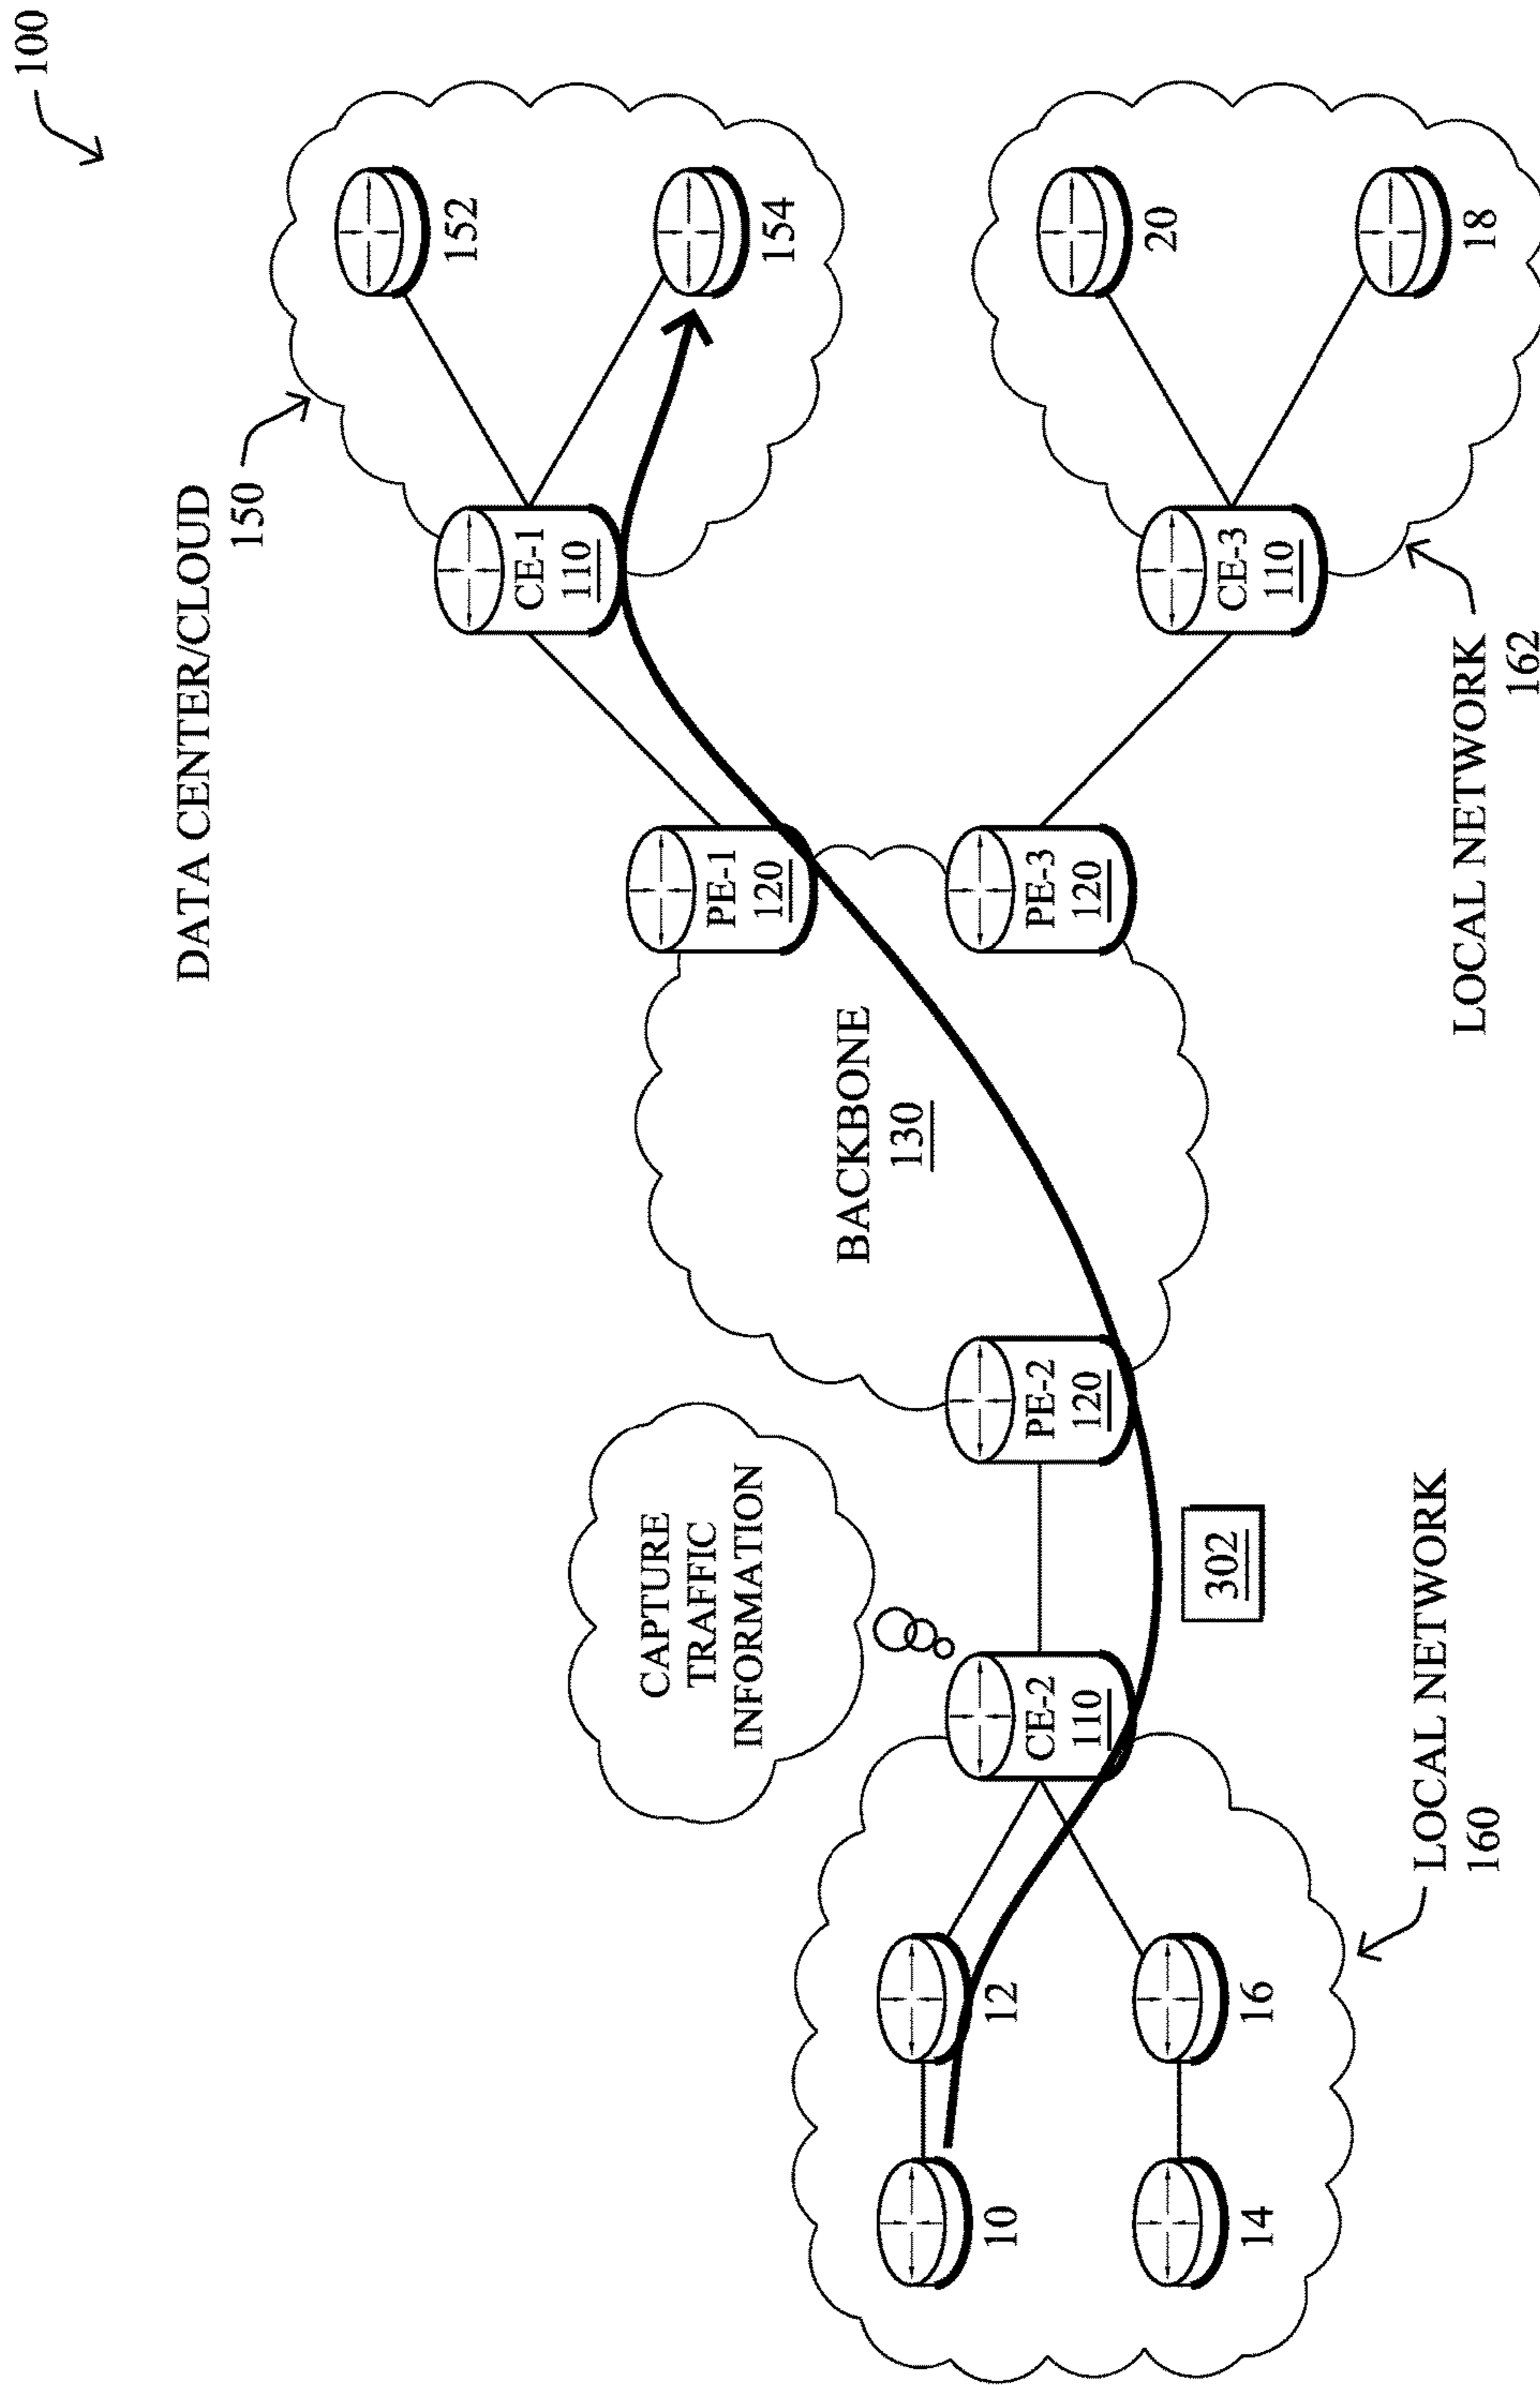 100
DATA CENTER/CLOUD
150
152
154
CE-1
110
PE-1
120
BACKBONE
130
PE-3
120
CE-3
110
20
18
LOCAL NETWORK
162
CAPTURE
TRAFFIC
INFORMATION
PE-2
120
CE-2
110
302
10
12
14
16
LOCAL NETWORK
160